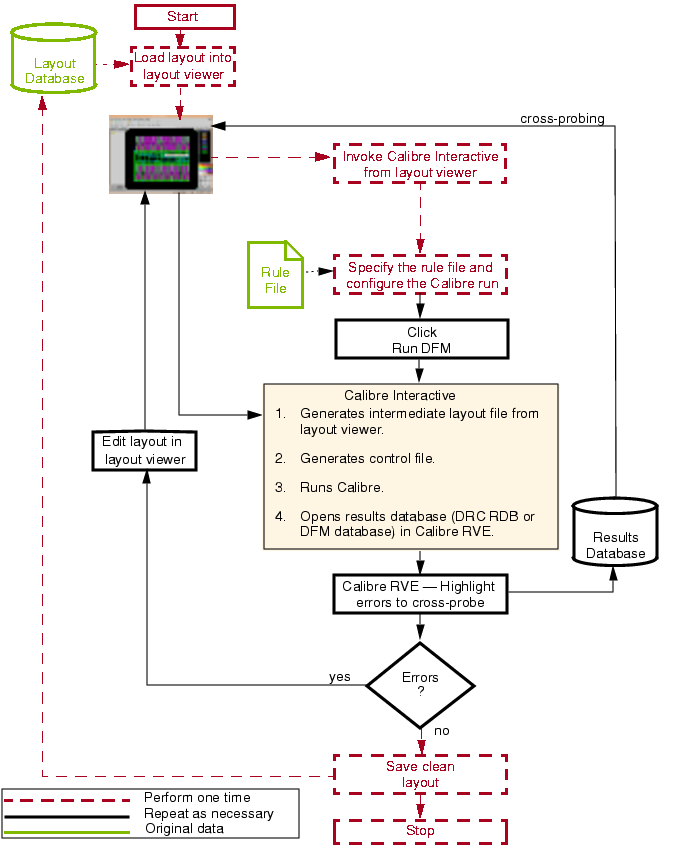 Start
Layout
Database
Load layout into
layout viewer
cross-probing
Invoke Calibre Interactive
from layout viewer
Rule
File
Specify the rule file and
configure the Calibre run
Click
Run DFM
Calibre Interactive
1. Generates intermediate layout file from
layout viewer.
2. Generates control file.
3. Runs Calibre.
4. Opens results database (DRC RDB or
DFM database) in Calibre RVE.
Edit layout in
layout viewer
Results
Database
Calibre RVE — Highlight
errors to cross-probe
yes
Errors
?
no
Save clean
layout
Stop
Perform one time
Repeat as necessary
Original data